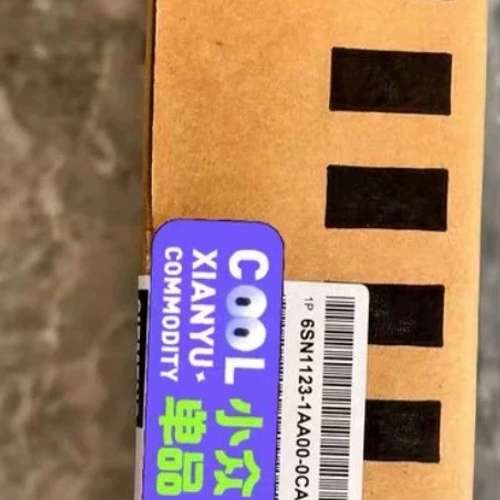 COOL
XIANYU
COMMODITY
小众
单品
1P 6SN1123-1AA00-0CA